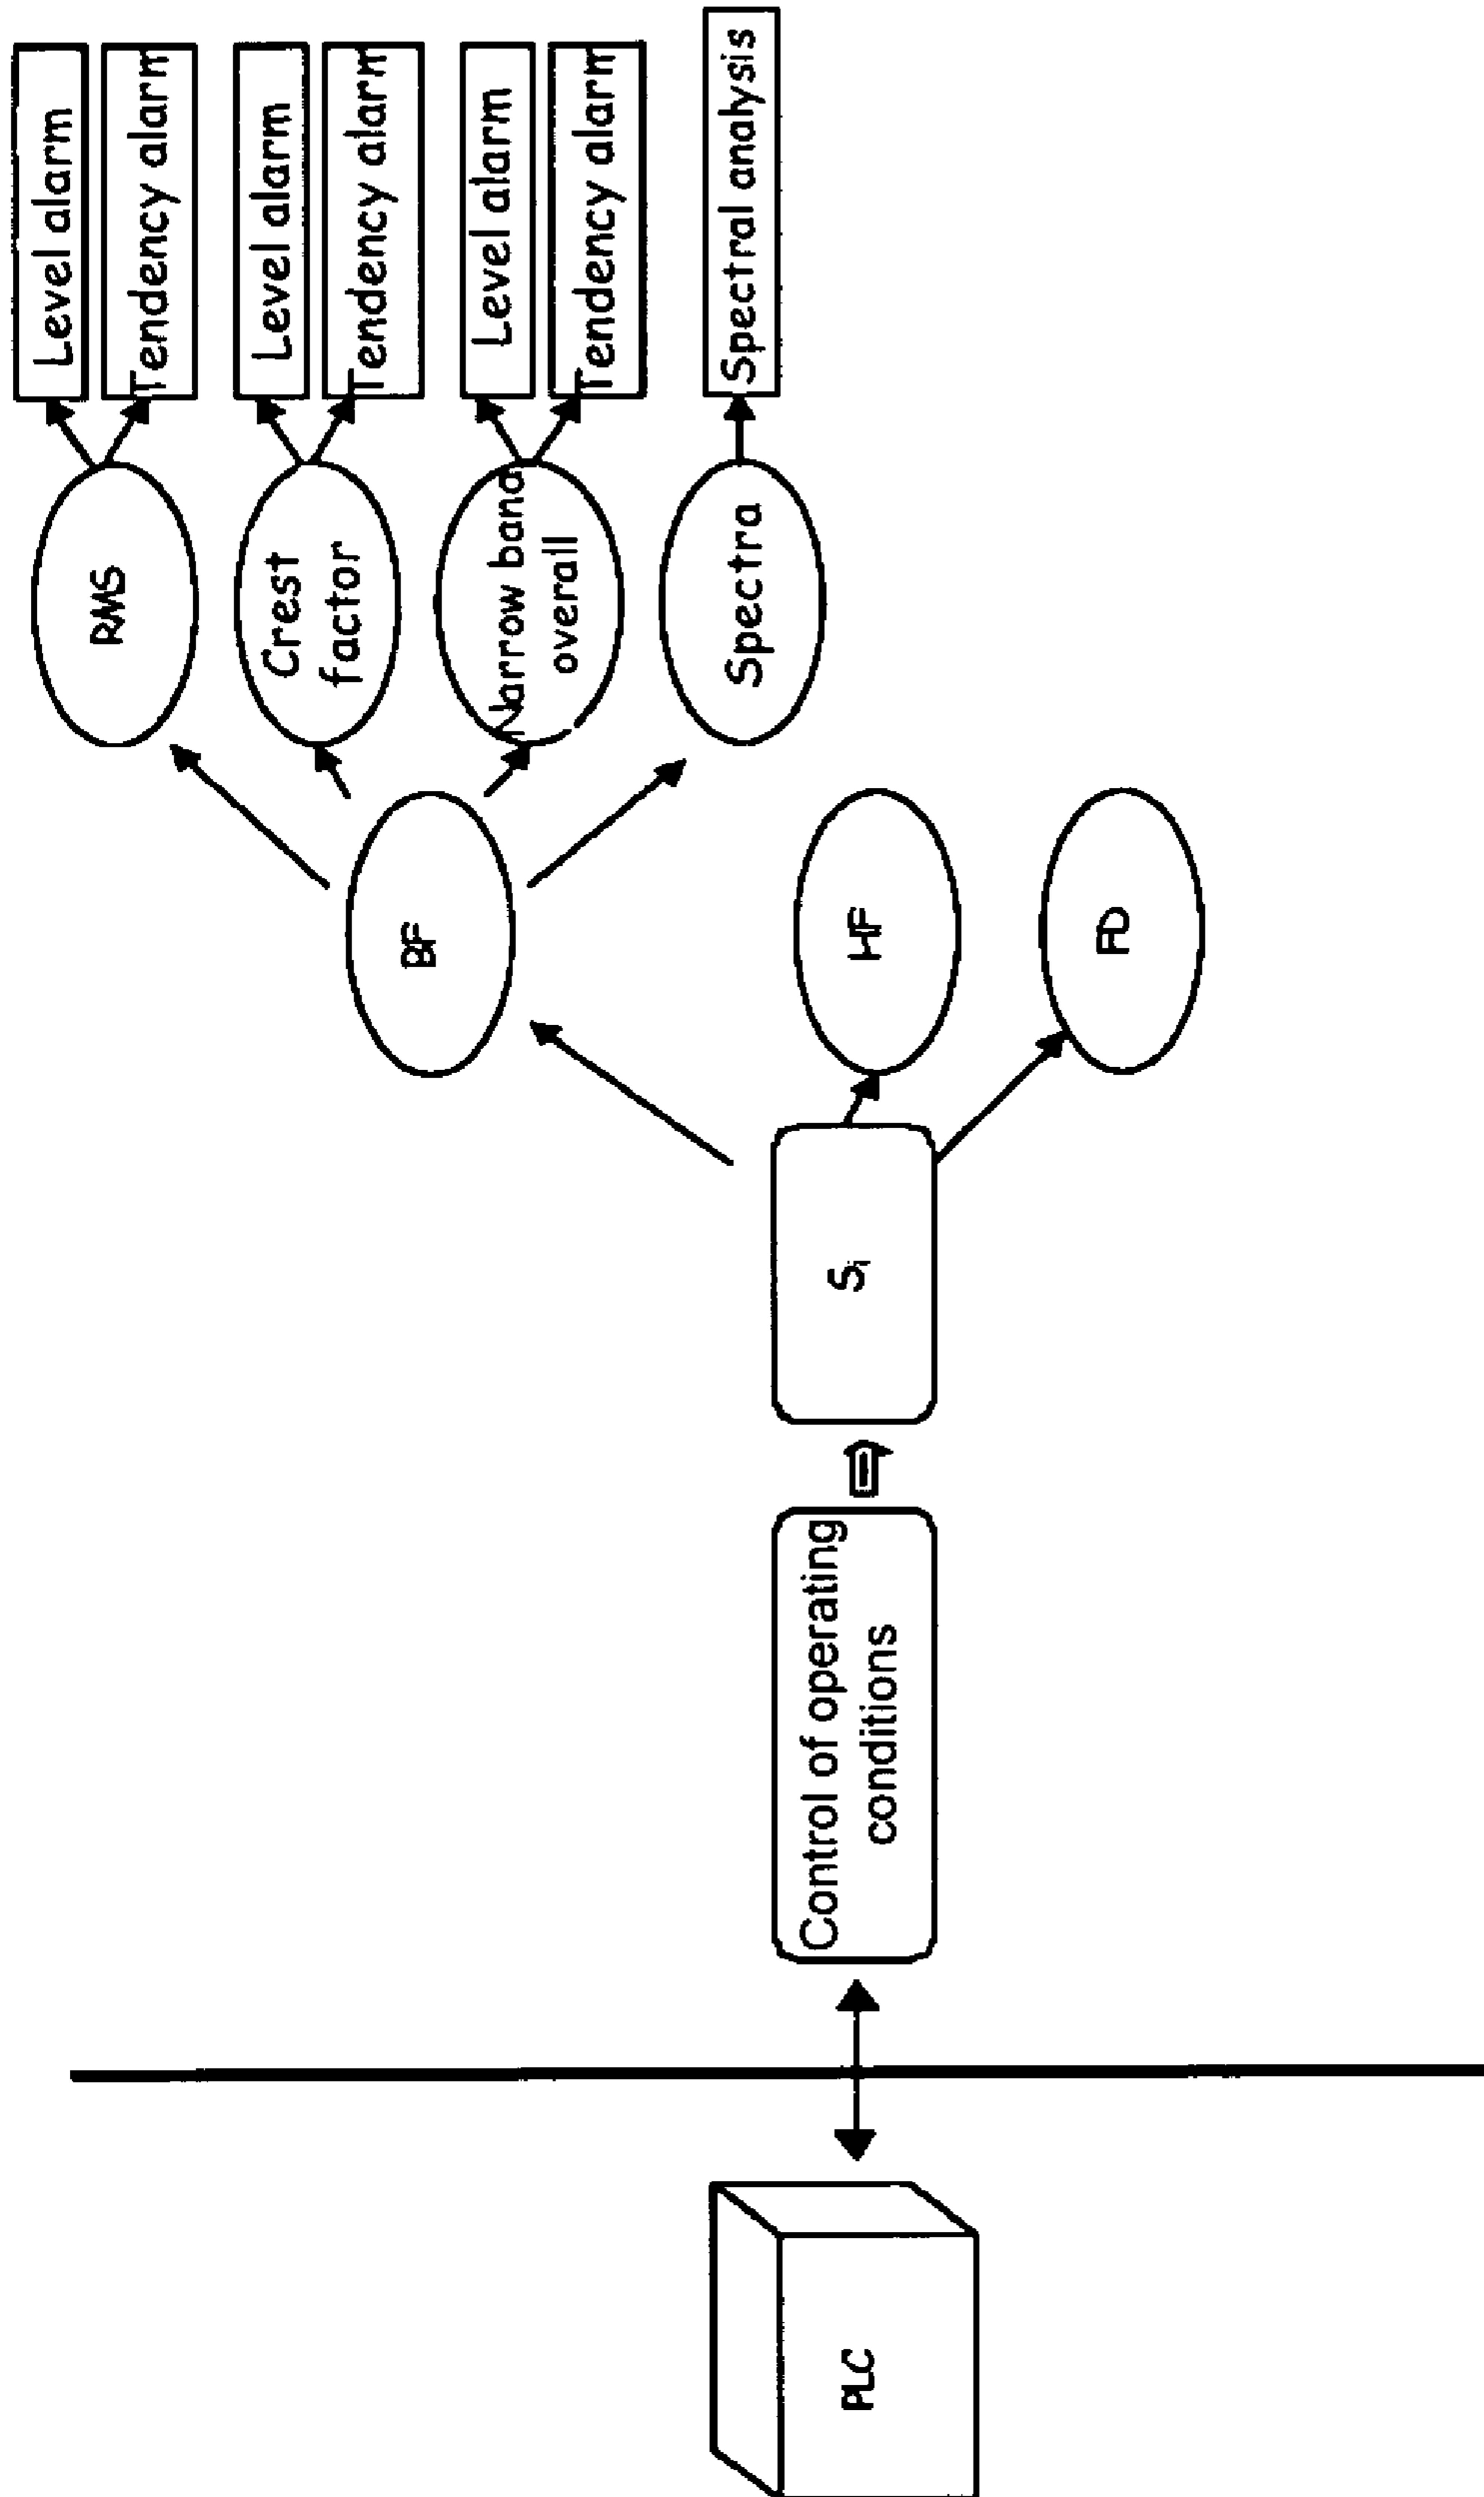 PLC
Control of operating
conditions
Si
BF
HF
FD
RMS
Crest
factor
Narrow band
overall
Spectra
Level alarm
Tendency alarm
Level alarm
Tendency alarm
Level alarm
Tendency alarm
Spectral analysis